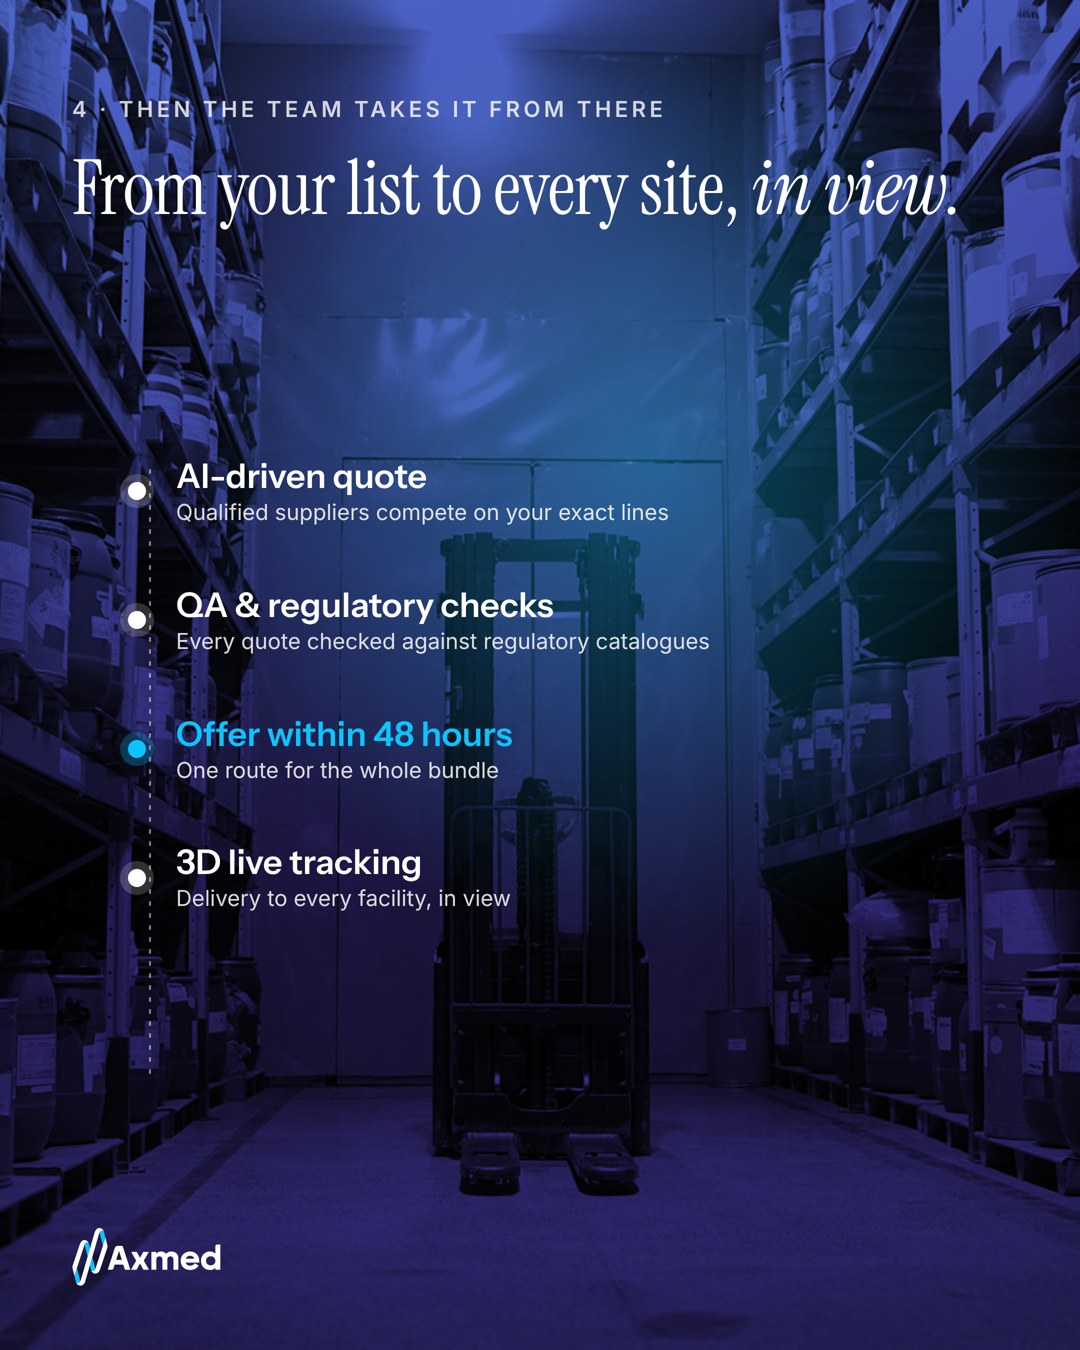 4 · THEN THE TEAM TAKES IT FROM THERE
From your list to every site, in view.
AI-driven quote
Qualified suppliers compete on your exact lines
QA & regulatory checks
Every quote checked against regulatory catalogues
Offer within 48 hours
One route for the whole bundle
3D live tracking
Delivery to every facility, in view
Axmed